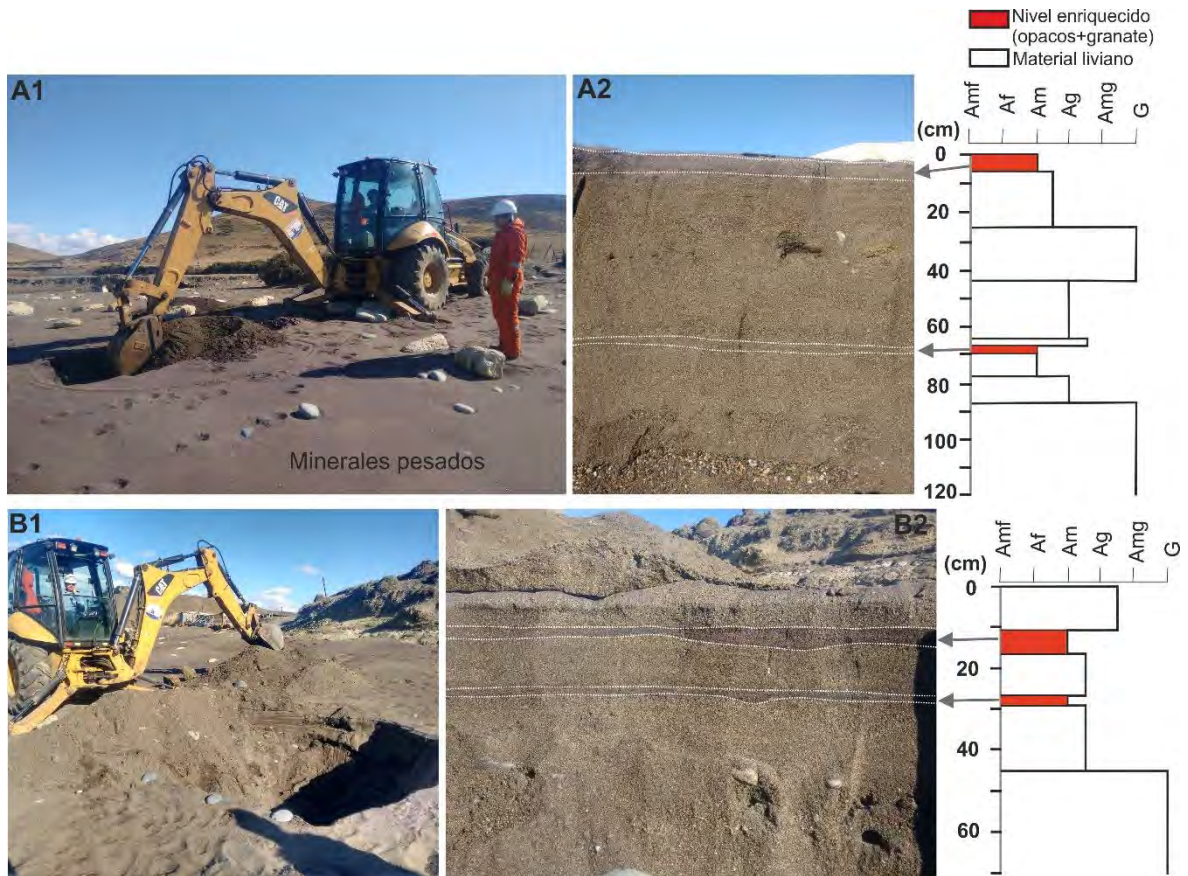 Nivel enriquecido
(opacos+granate)
Material liviano
A1
A2
Amf
Af
Am
Ag
Amg
G
(cm)
0
20
40
60
80
100
120
CAT
Minerales pesados
B1
B2
Amf
Af
Am
Ag
Amg
G
(cm)
0
20
40
60
CAT